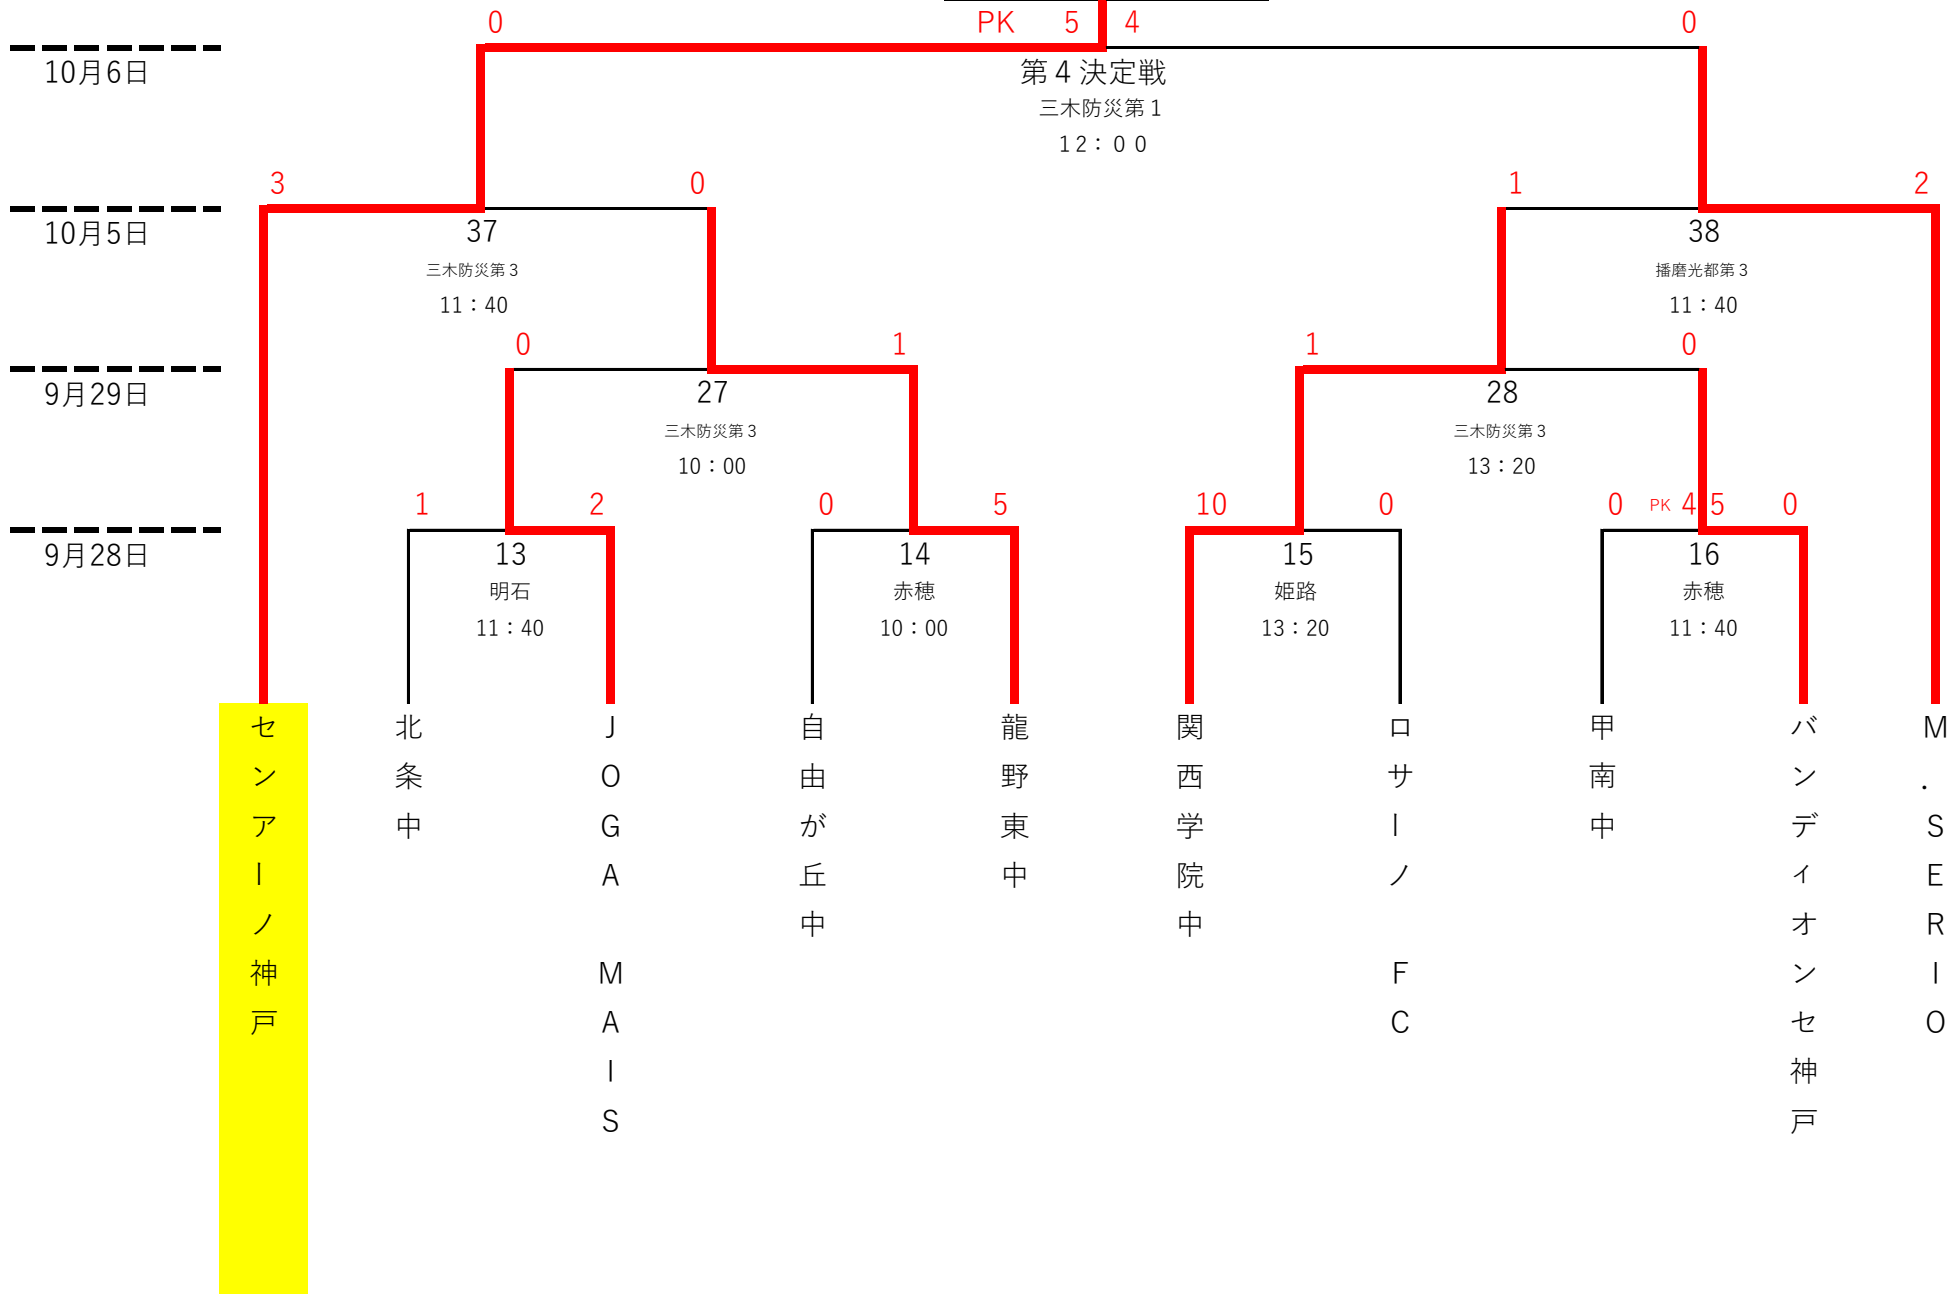 0 PK 5 4 0
10月6日
第４決定戦
三木防災第１
１２：００
3 0 1 2
10月5日
37 38
三木防災第３ 播磨光都第３
11：40 11：40
0 1 1 0
9月29日
27 28
三木防災第３ 三木防災第３
10：00 13：20
1 2 0 5 10 0 0 PK 4 5 0
9月28日
13 14 15 16
明石 赤穂 姫路 赤穂
11：40 10：00 13：20 11：40
センアーノ神戸
北条中
ＪＯＧＡ　ＭＡＩＳ
自由が丘中
龍野東中
関西学院中
ロサーノ　ＦＣ
甲南中
バンディオンセ神戸
Ｍ．ＳＥＲＩＯ